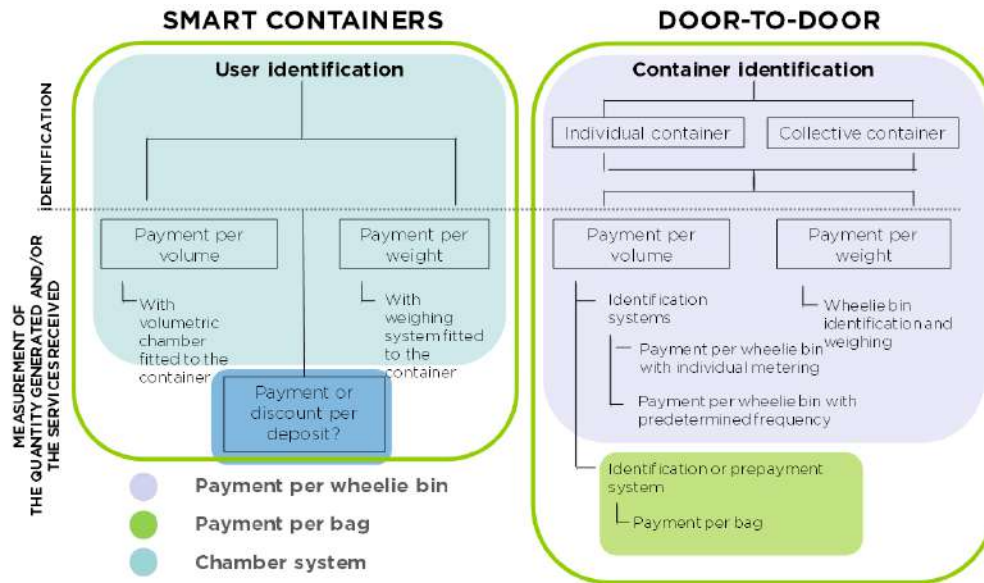 SMART CONTAINERS
DOOR-TO-DOOR
User identification
Container identification
Individual container
Collective container
IDENTIFICATION
Payment per
volume
Payment per
weight
Payment per
volume
Payment per
weight
With
volumetric
chamber
fitted to the
container
With
weighing
system fitted
to the
container
Identification
systems
Wheelie bin
identification and
weighing
Payment per wheelie bin
with individual metering
Payment per wheelie bin with
predetermined frequency
Payment or
discount per
deposit?
Identification or prepayment
system
Payment per bag
MEASUREMENT OF
THE QUANTITY GENERATED AND/OR
THE SERVICES RECEIVED
Payment per wheelie bin
Payment per bag
Chamber system